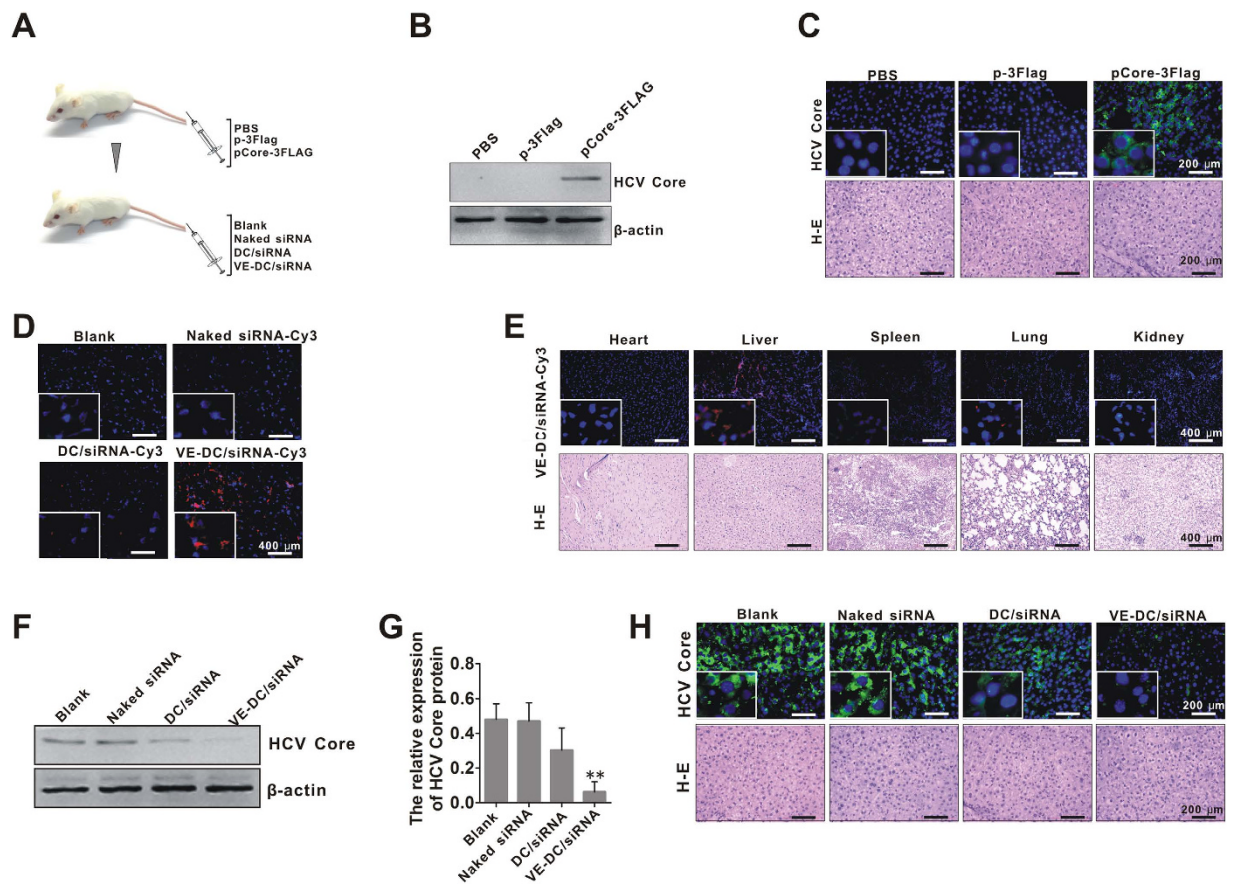 A
PBS
p-3Flag
pCore-3FLAG
Blank
Naked siRNA
DC/siRNA
VE-DC/siRNA
B
PBS
p-3Flag
pCore-3FLAG
HCV Core
β-actin
C
PBS
p-3Flag
pCore-3Flag
HCV Core
200 μm
H-E
200 μm
D
Blank
Naked siRNA-Cy3
DC/siRNA-Cy3
VE-DC/siRNA-Cy3
400 μm
E
Heart
Liver
Spleen
Lung
Kidney
VE-DC/siRNA-Cy3
400 μm
H-E
400 μm
F
Blank
Naked siRNA
DC/siRNA
VE-DC/siRNA
HCV Core
β-actin
G
The relative expression
of HCV Core protein
0.8
0.6
0.4
0.2
0.0
**
Blank
Naked siRNA
DC/siRNA
VE-DC/siRNA
H
Blank
Naked siRNA
DC/siRNA
VE-DC/siRNA
HCV Core
200 μm
H-E
200 μm